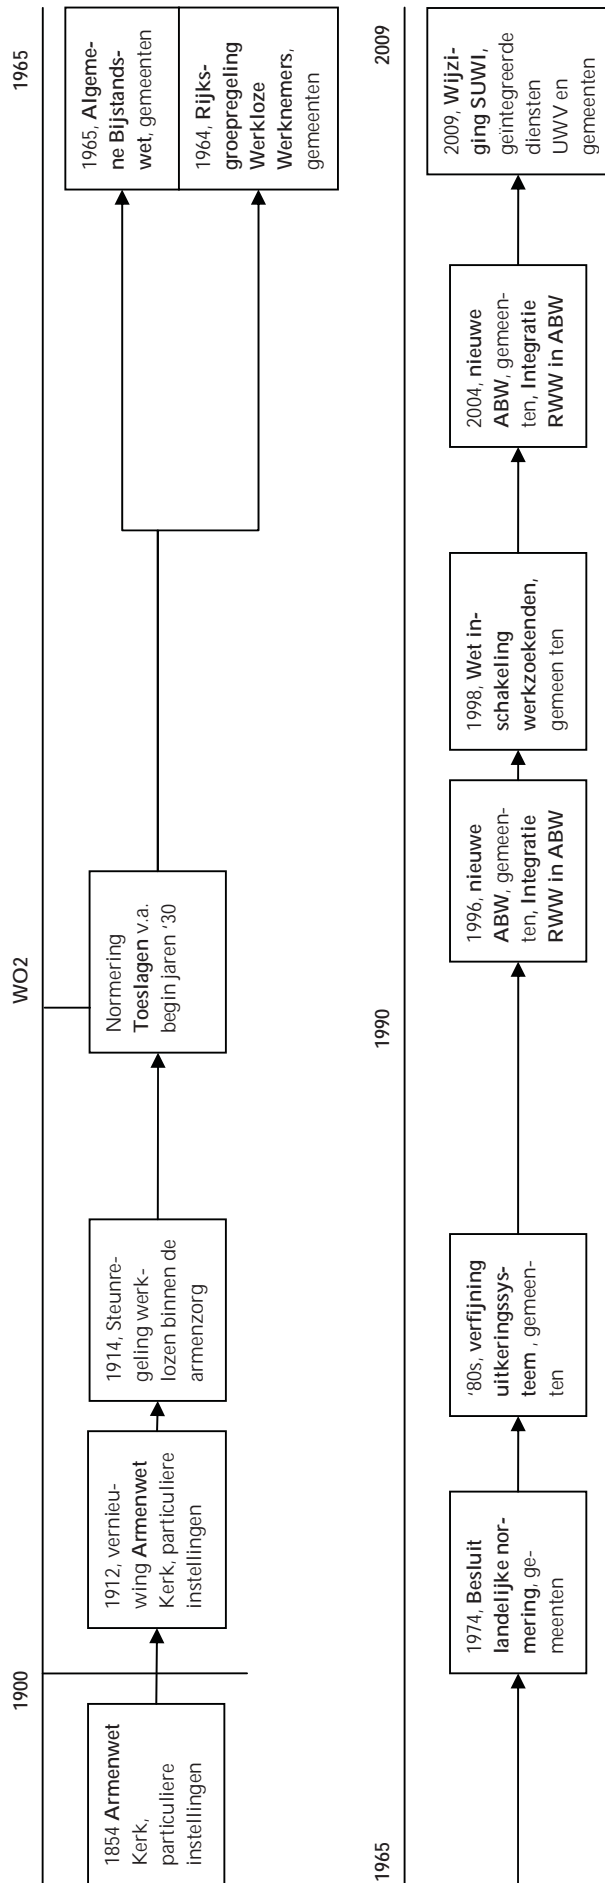 1900
WO2
1965
1854 Armenwet
Kerk,
particuliere
instellingen
1912, vernieu-
wing Armenwet
Kerk, particuliere
instellingen
1914, Steunre-
geling werk-
lozen binnen de
armenzorg
Normering
Toeslagen v.a.
begin jaren ‘30
1965, Algeme-
ne Bijstands-
wet, gemeenten
1964, Rijks-
groepregeling
Werkloze
Werknemers,
gemeenten
1965
1990
2009
1974, Besluit
landelijke nor-
mering, ge-
meenten
‘80s, verfijning
uitkeringssys-
teem , gemeen-
ten
1996, nieuwe
ABW, gemeen-
ten, Integratie
RWW in ABW
1998, Wet in-
schakeling
werkzoekenden,
gemeen ten
2004, nieuwe
ABW, gemeen-
ten, Integratie
RWW in ABW
2009, Wijzi-
ging SUWI,
geïntegreerde
diensten
UWV en
gemeenten